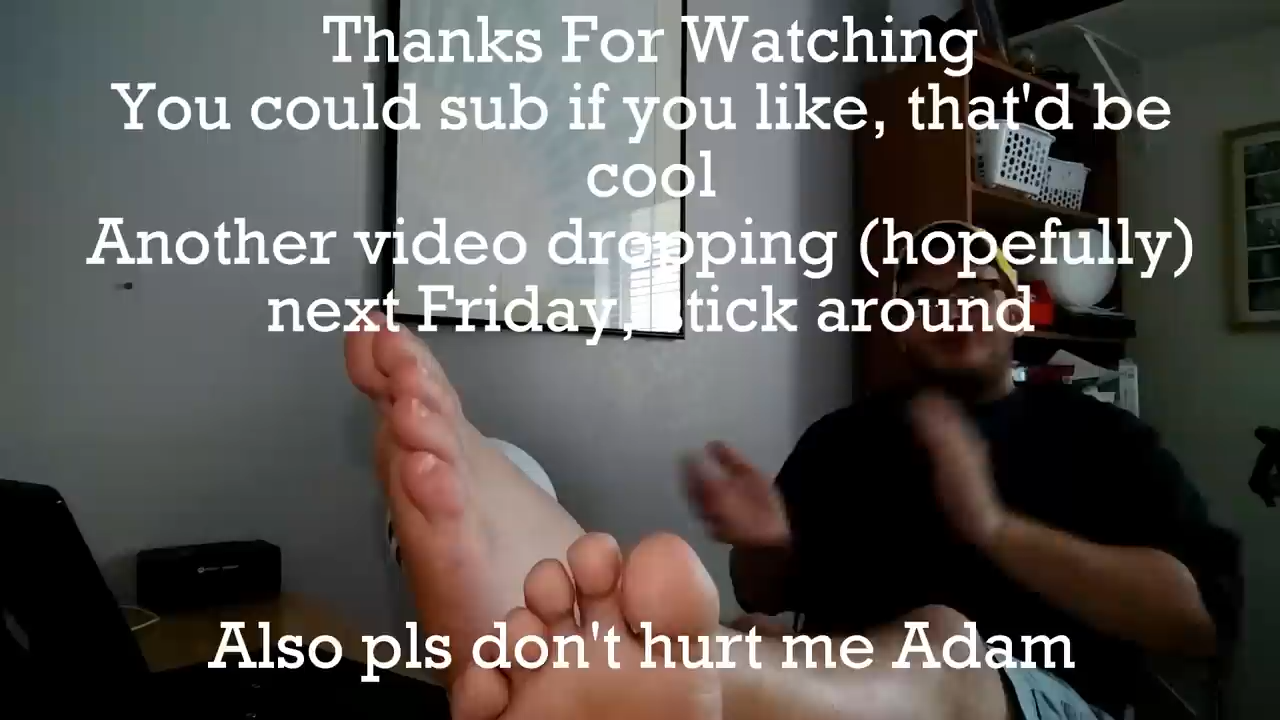 Thanks For Watching
You could sub if you like, that'd be
cool
Another video dropping (hopefully)
next Friday, stick around
Also pls don't hurt me Adam